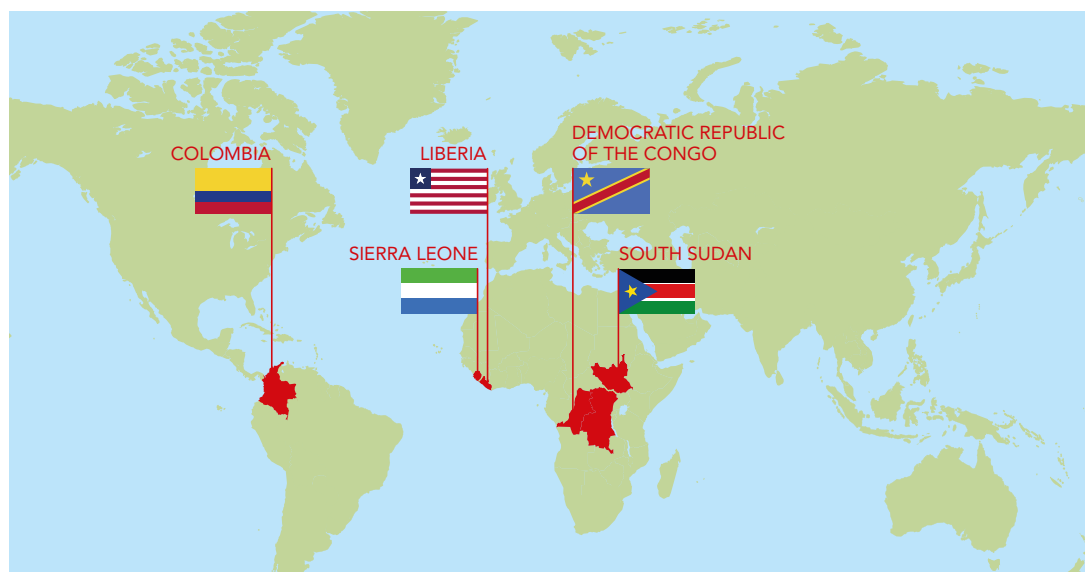 COLOMBIA
LIBERIA
DEMOCRATIC REPUBLIC
OF THE CONGO
SIERRA LEONE
SOUTH SUDAN